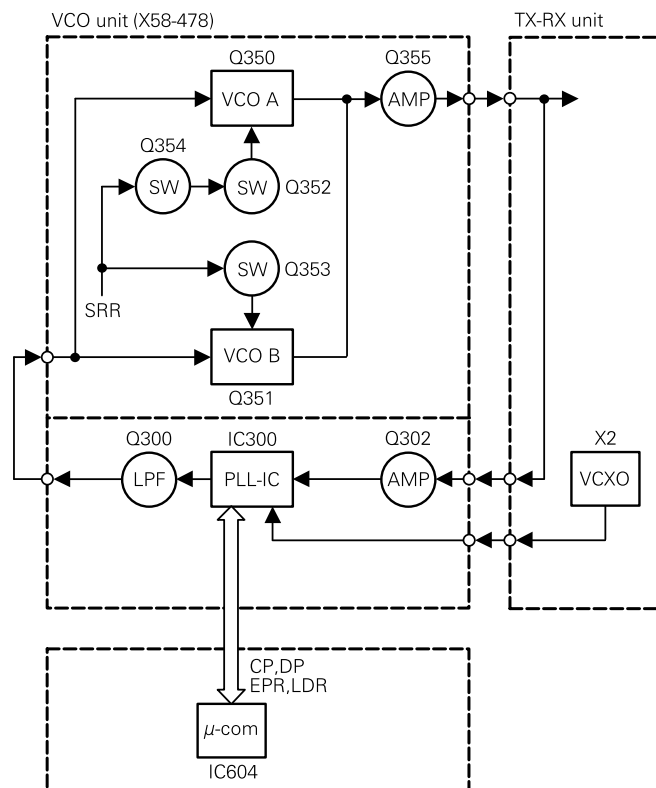 VCO unit (X58-478)
TX-RX unit
Q350
Q355
VCO A
AMP
Q354
SW
SW
Q352
SW
Q353
SRR
VCO B
Q351
Q300
IC300
Q302
X2
LPF
PLL-IC
AMP
VCXO
CP,DP
EPR,LDR
µ-com
IC604